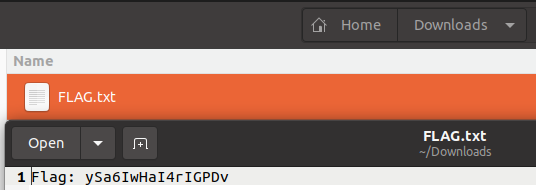 Home Downloads
Name
FLAG.txt
Open FLAG.txt
~/Downloads
1 Flag: ySa6IwHaI4rIGPDv